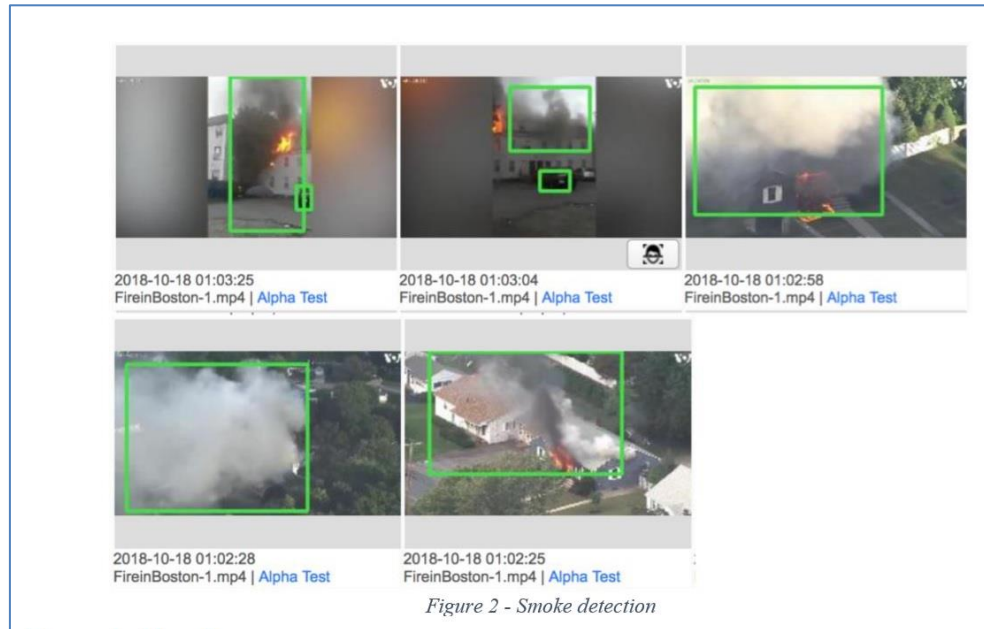 2018-10-18 01:03:25
FireinBoston-1.mp4 | Alpha Test
2018-10-18 01:03:04
FireinBoston-1.mp4 | Alpha Test
2018-10-18 01:02:58
FireinBoston-1.mp4 | Alpha Test
2018-10-18 01:02:28
FireinBoston-1.mp4 | Alpha Test
2018-10-18 01:02:25
FireinBoston-1.mp4 | Alpha Test
Figure 2 - Smoke detection